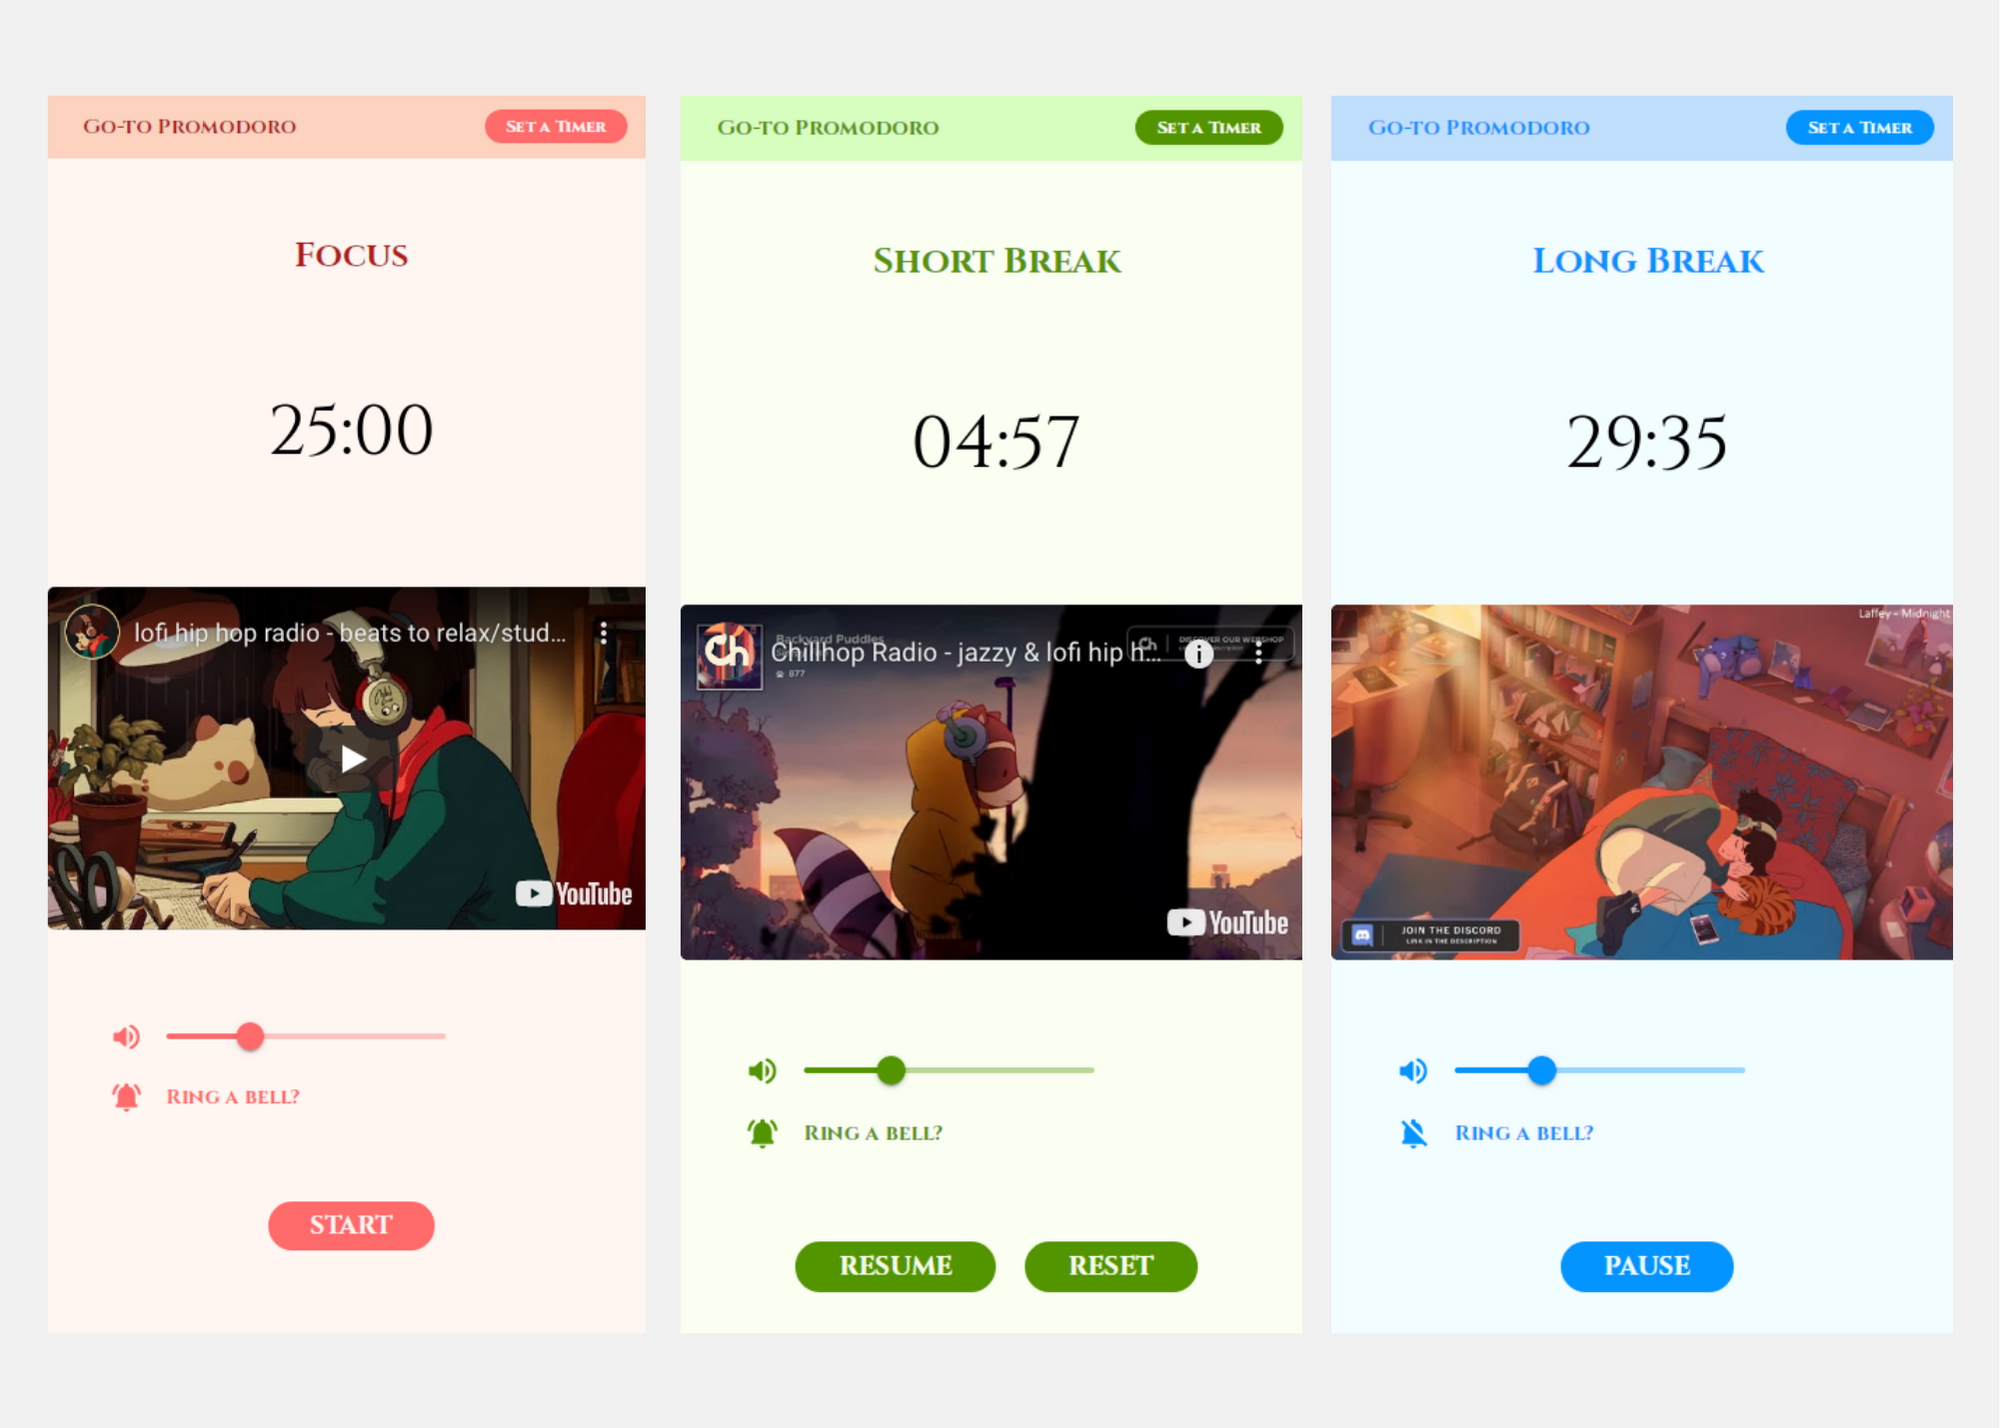 Go-to Promodoro
Set a Timer
Focus
25:00
lofi hip hop radio - beats to relax/stud...
YouTube
Ring a bell?
START
Go-to Promodoro
Set a Timer
Short Break
04:57
Ch
Backyard Puddles
Chillhop Radio - jazzy & lofi hip h...
877
Ch
DISCOVER OUR WEBSHOP
YouTube
Ring a bell?
RESUME
RESET
Go-to Promodoro
Set a Timer
Long Break
29:35
Laffey - Midnight
JOIN THE DISCORD
LINK IN THE DESCRIPTION
Ring a bell?
PAUSE